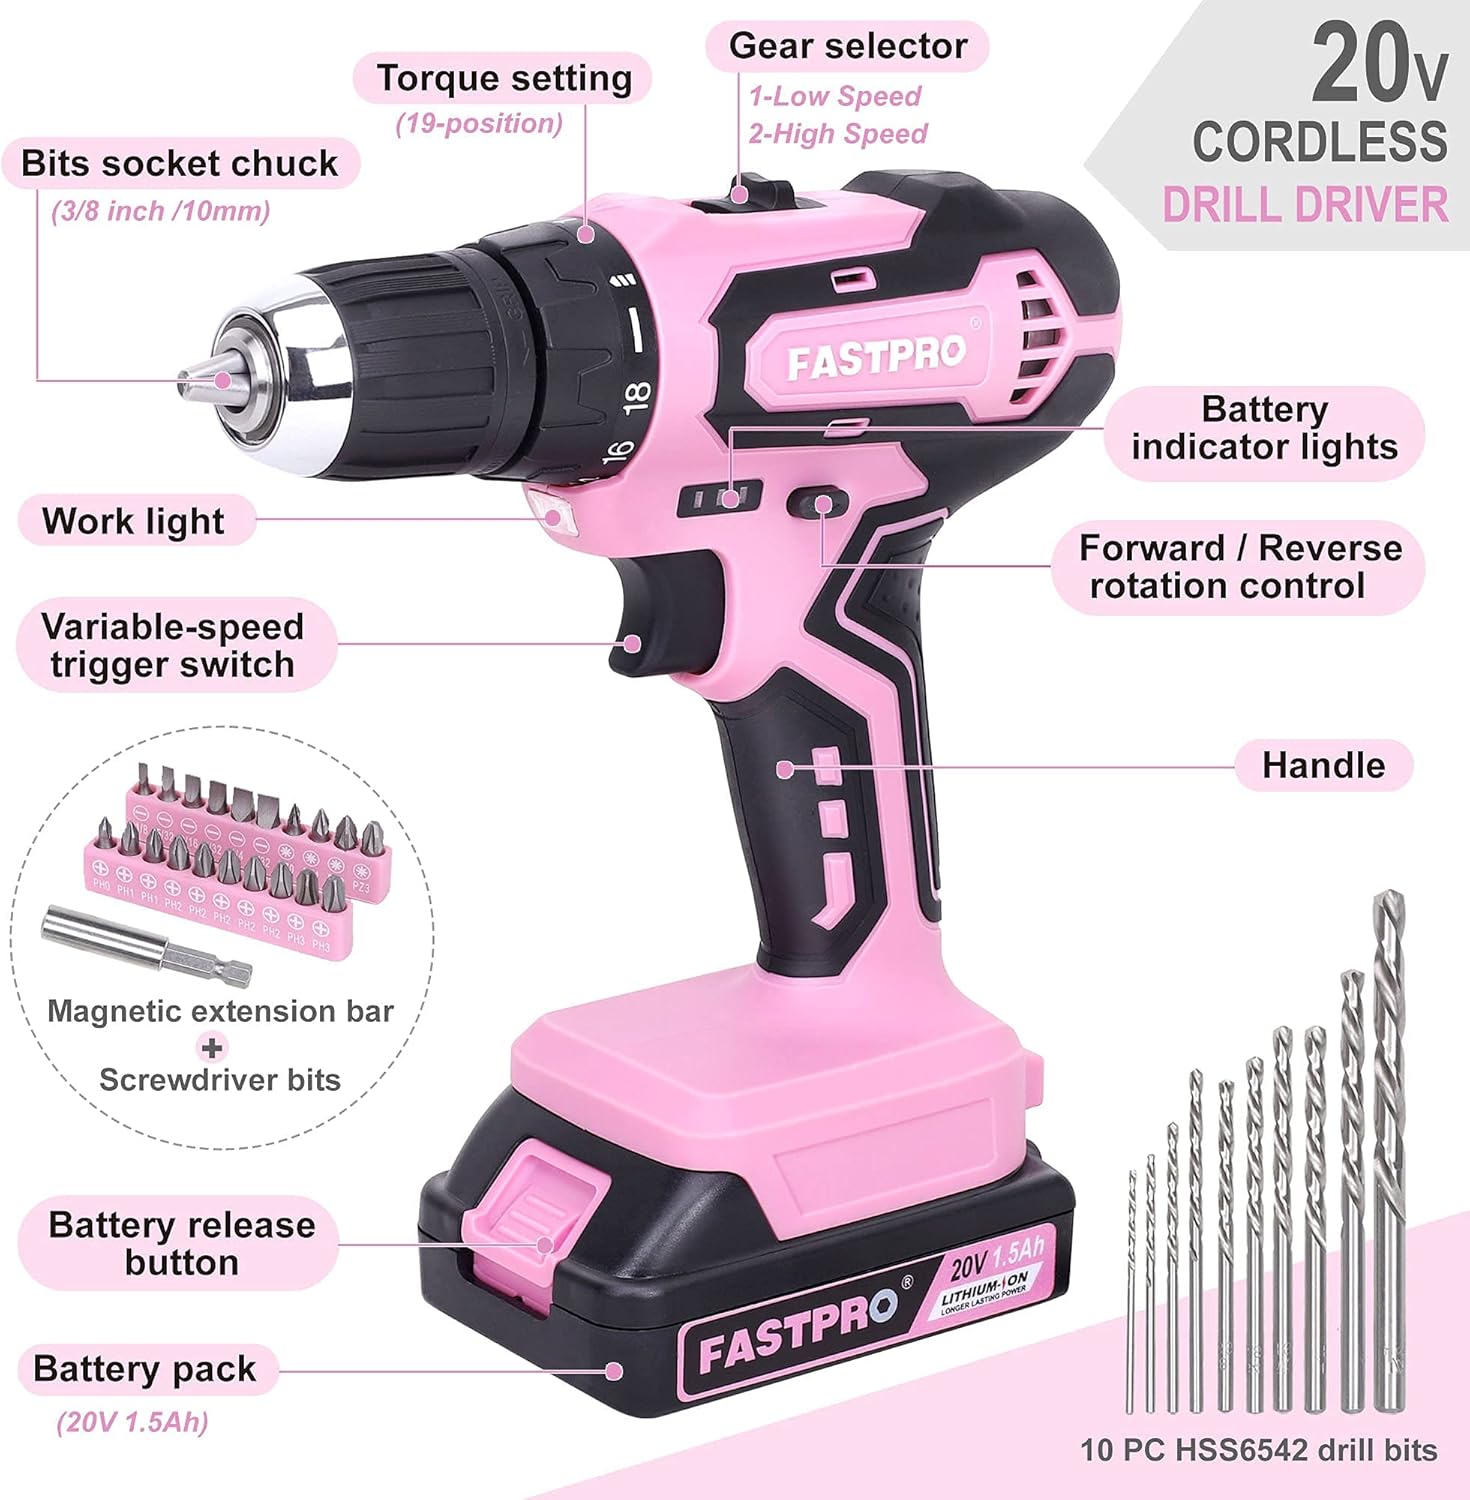 20V
CORDLESS
DRILL DRIVER
Gear selector
1-Low Speed
2-High Speed
Torque setting
(19-position)
Bits socket chuck
(3/8 inch /10mm)
18
16
FASTPRO
®
Battery
indicator lights
Work light
Forward / Reverse
rotation control
Variable-speed
trigger switch
Handle
PZ3
PH0 PH1 PH1 PH2 PH2 PH2 PH2 PH2 PH3 PH3
Magnetic extension bar
+
Screwdriver bits
Battery release
button
20V 1.5Ah
LITHIUM-ION
LONGER LASTING POWER
FASTPRO®
Battery pack
(20V 1.5Ah)
10 PC HSS6542 drill bits